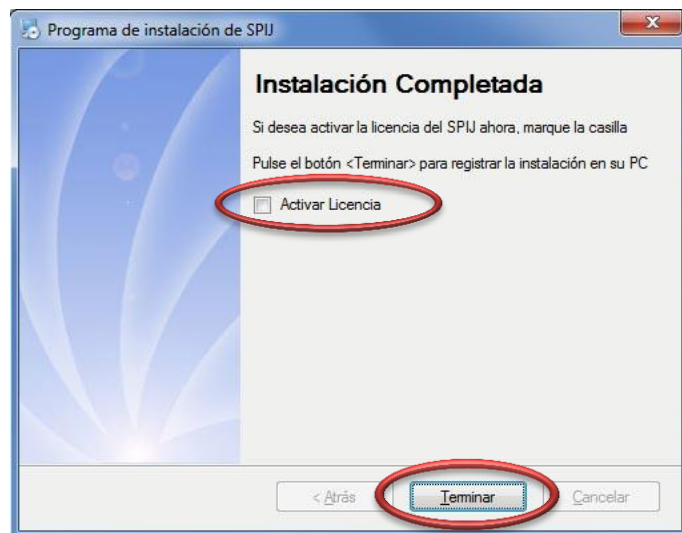 Programa de instalación de SPIJ
Instalación Completada
Si desea activar la licencia del SPIJ ahora, marque la casilla
Pulse el botón <Terminar> para registrar la instalación en su PC
Activar Licencia
< Atrás
Terminar
Cancelar